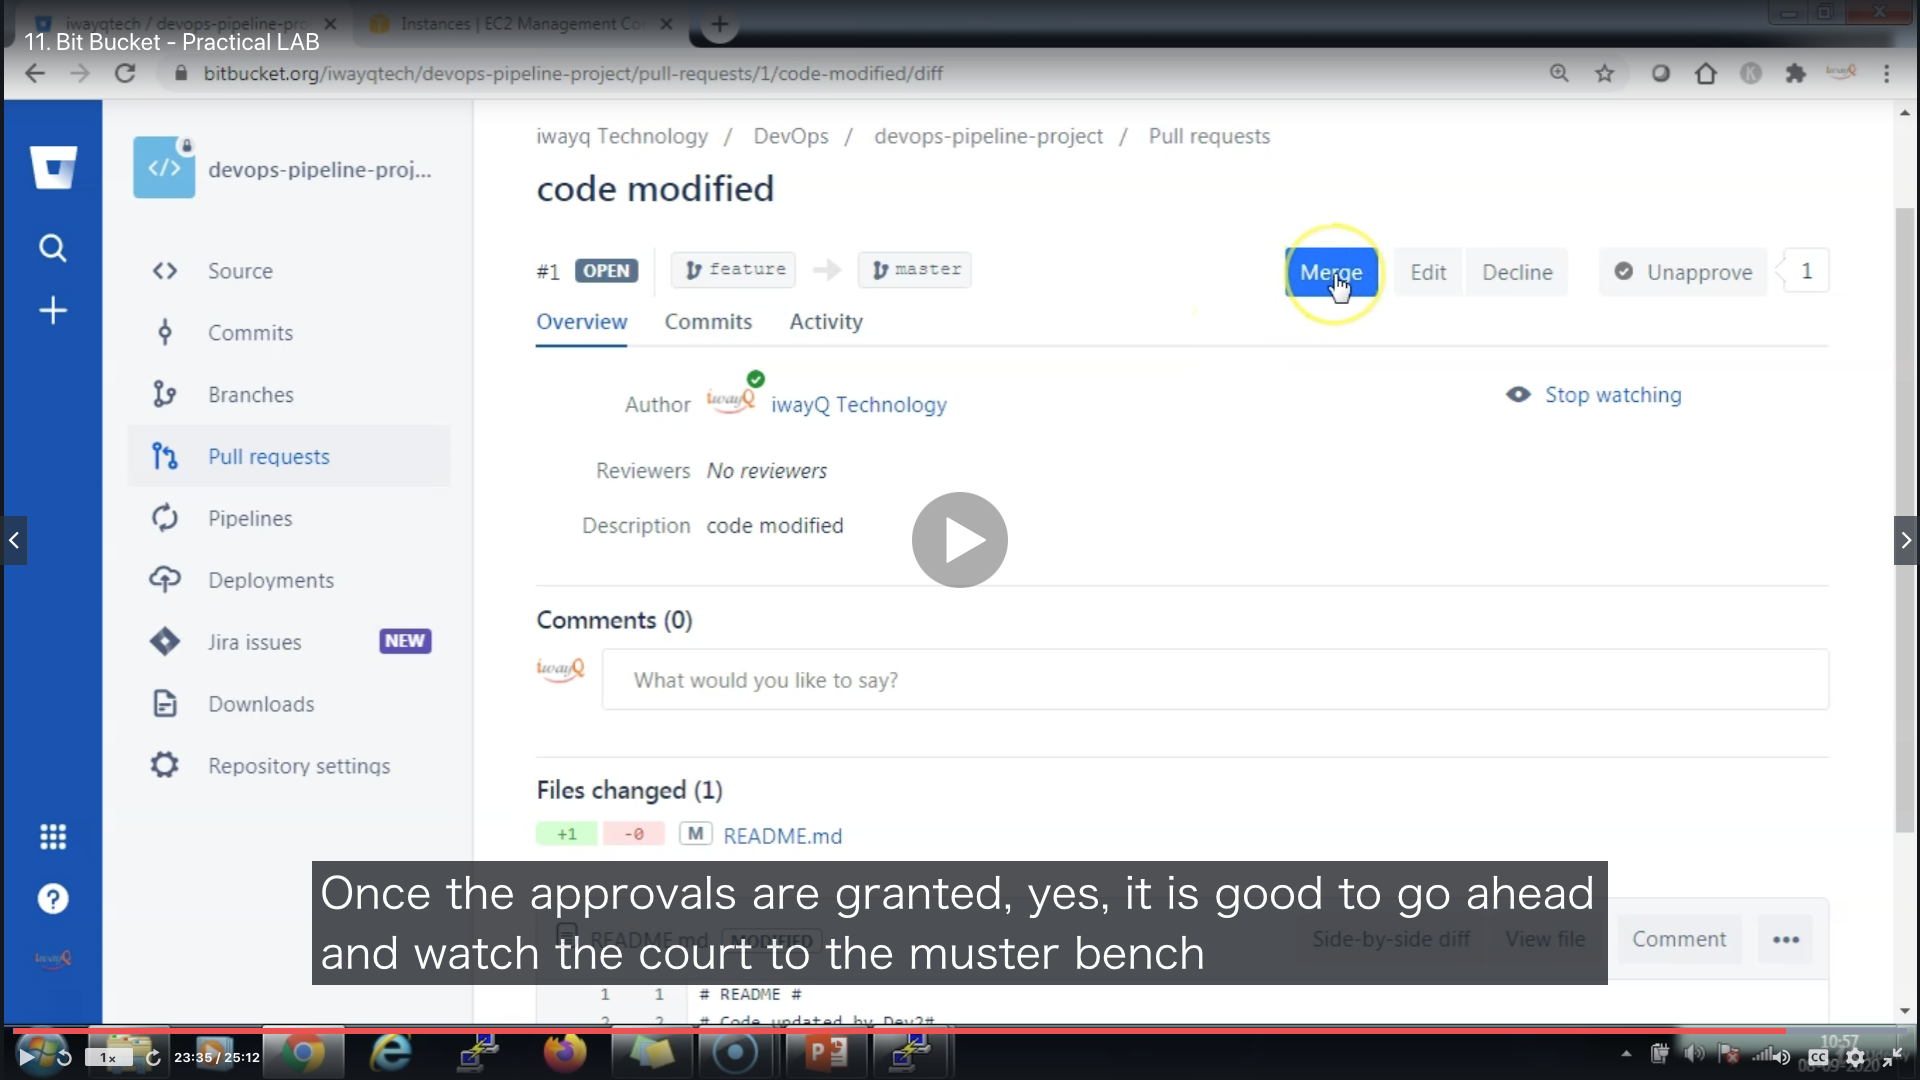 iwayqtech / devops-pipeline-pro
Instances | EC2 Management Co
11. Bit Bucket - Practical LAB
bitbucket.org/iwayqtech/devops-pipeline-project/pull-requests/1/code-modified/diff
iwayQ
iwayq Technology / DevOps / devops-pipeline-project / Pull requests
devops-pipeline-proj...
code modified
#1 OPEN feature master
Merge Edit Decline Unapprove 1
Overview Commits Activity
Source
Commits
Branches
Pull requests
Pipelines
Deployments
Jira issues NEW
Downloads
Repository settings
Author iwayQ iwayQ Technology
Stop watching
Reviewers No reviewers
Description code modified
Comments (0)
iwayQ What would you like to say?
Files changed (1)
+1 -0 M README.md
README.md MODIFIED Side-by-side diff View file Comment
Once the approvals are granted, yes, it is good to go ahead
and watch the court to the muster bench
iwayQ
1 1 # README #
2 2 # Code updated by Dev2#
1x 23:35 / 25:12
10:57
CC